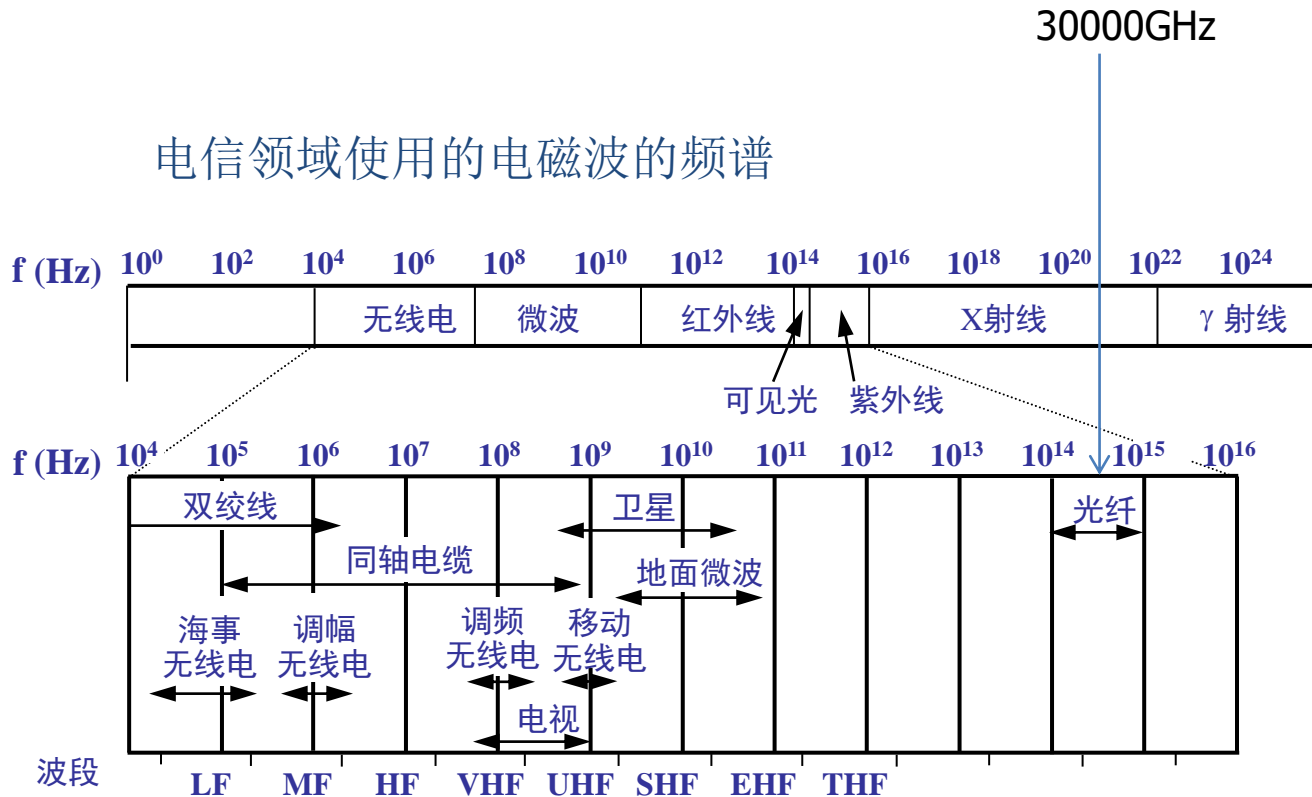 30000GHz
电信领域使用的电磁波的频谱
f (Hz) 10⁰ 10² 10⁴ 10⁶ 10⁸ 10¹⁰ 10¹² 10¹⁴ 10¹⁶ 10¹⁸ 10²⁰ 10²² 10²⁴
无线电 微波 红外线 X射线 γ 射线
可见光 紫外线
f (Hz) 10⁴ 10⁵ 10⁶ 10⁷ 10⁸ 10⁹ 10¹⁰ 10¹¹ 10¹² 10¹³ 10¹⁴ 10¹⁵ 10¹⁶
双绞线 卫星 光纤
同轴电缆 地面微波
海事 调幅 调频 移动
无线电 无线电 无线电 无线电
电视
波段 LF MF HF VHF UHF SHF EHF THF